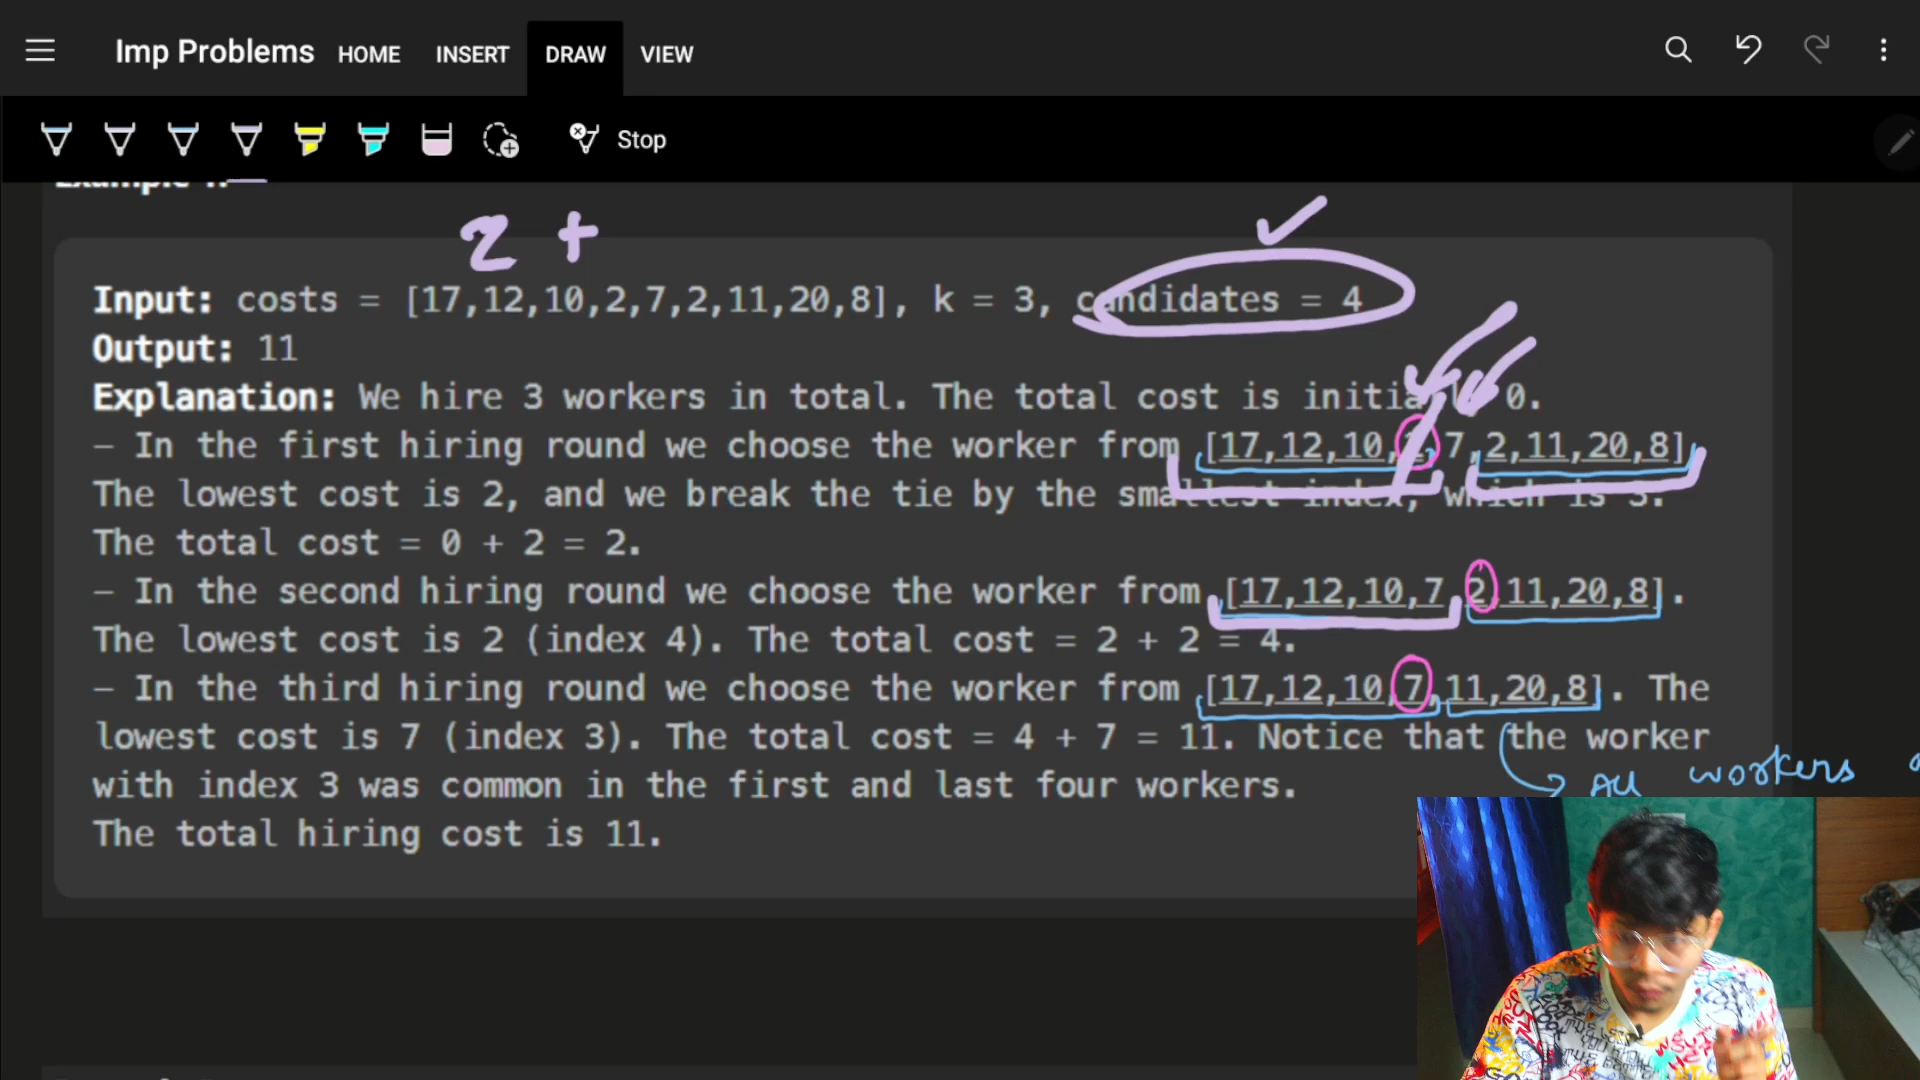 Imp Problems HOME INSERT DRAW VIEW
Stop
2 +
Input: costs = [17,12,10,2,7,2,11,20,8], k = 3, candidates = 4
Output: 11
Explanation: We hire 3 workers in total. The total cost is 0.
– In the first hiring round we choose the worker from [17,12,10, 7,2,11,20,8].
The lowest cost is 2, and we break the tie by the smallest index, which is 3.
The total cost = 0 + 2 = 2.
– In the second hiring round we choose the worker from [17,12,10,7,2,11,20,8].
The lowest cost is 2 (index 4). The total cost = 2 + 2 = 4.
– In the third hiring round we choose the worker from [17,12,10,7,11,20,8]. The
lowest cost is 7 (index 3). The total cost = 4 + 7 = 11. Notice that the worker
with index 3 was common in the first and last four workers.
All workers
The total hiring cost is 11.